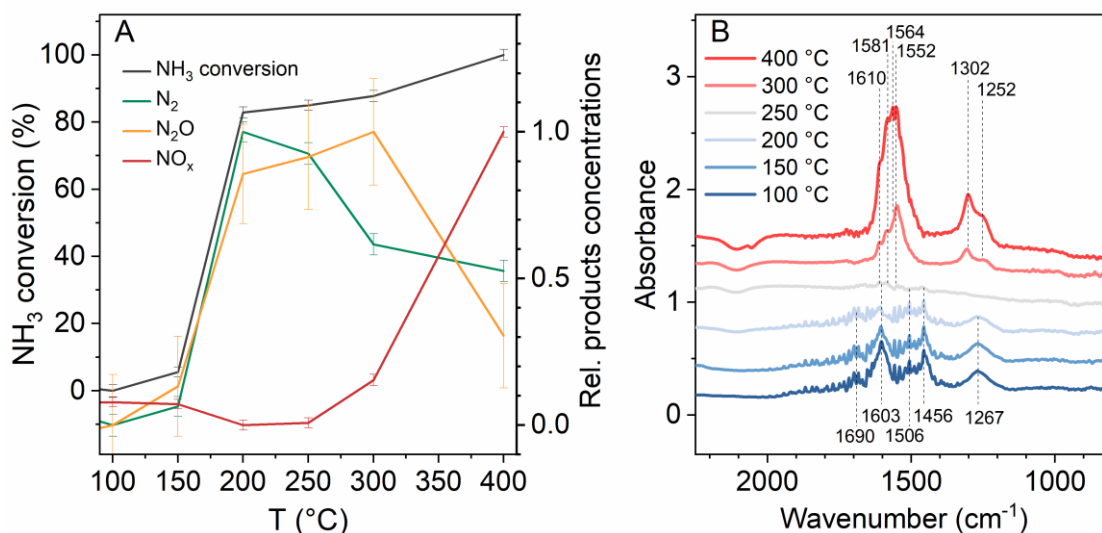 A
NH₃ conversion
N₂
N₂O
NOₓ
NH₃ conversion (%)
100
80
60
40
20
0
1.0
0.5
0.0
Rel. products concentrations
100 150 200 250 300 350 400
T (°C)
B
400 °C
300 °C
250 °C
200 °C
150 °C
100 °C
1564
1581 1552
1610
1302
1252
Absorbance
3
2
1
0
1603 1456 1267
1690 1506
2000 1500 1000
Wavenumber (cm⁻¹)